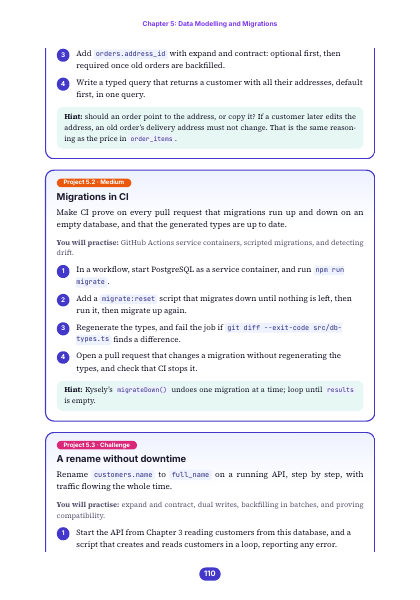 Chapter 5: Data Modelling and Migrations
3 Add orders.address_id with expand and contract: optional first, then
required once old orders are backfilled.
4 Write a typed query that returns a customer with all their addresses, default
first, in one query.
Hint: should an order point to the address, or copy it? If a customer later edits the
address, an old order's delivery address must not change. That is the same reason-
ing as the price in order_items .
Project 5.2 · Medium
Migrations in CI
Make CI prove on every pull request that migrations run up and down on an
empty database, and that the generated types are up to date.
You will practise: GitHub Actions service containers, scripted migrations, and detecting
drift.
1 In a workflow, start PostgreSQL as a service container, and run npm run
migrate .
2 Add a migrate:reset script that migrates down until nothing is left, then
run it, then migrate up again.
3 Regenerate the types, and fail the job if git diff --exit-code src/db-
types.ts finds a difference.
4 Open a pull request that changes a migration without regenerating the
types, and check that CI stops it.
Hint: Kysely's migrateDown() undoes one migration at a time; loop until results
is empty.
Project 5.3 · Challenge
A rename without downtime
Rename customers.name to full_name on a running API, step by step, with
traffic flowing the whole time.
You will practise: expand and contract, dual writes, backfilling in batches, and proving
compatibility.
1 Start the API from Chapter 3 reading customers from this database, and a
script that creates and reads customers in a loop, reporting any error.
110